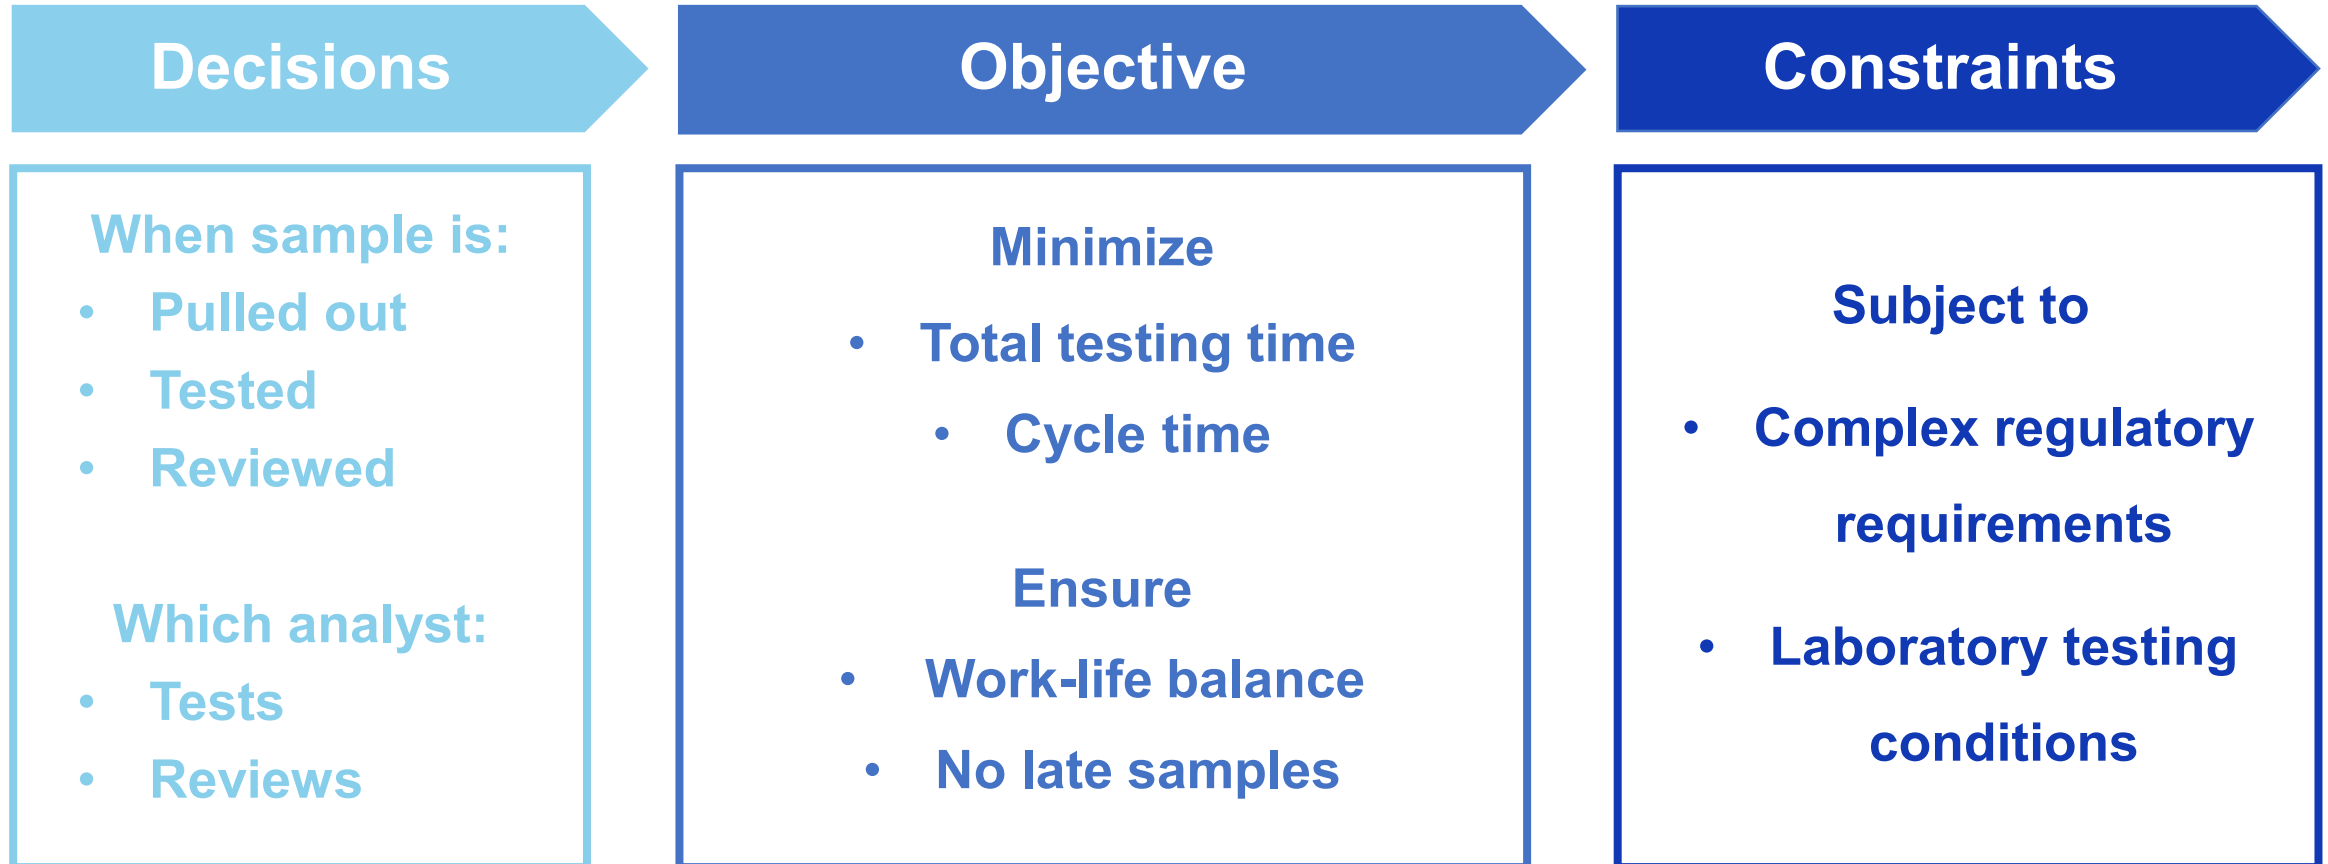 Decisions
When sample is:
• Pulled out
• Tested
• Reviewed
Which analyst:
• Tests
• Reviews
Objective
Minimize
• Total testing time
• Cycle time
Ensure
• Work-life balance
• No late samples
Constraints
Subject to
• Complex regulatory
requirements
• Laboratory testing
conditions